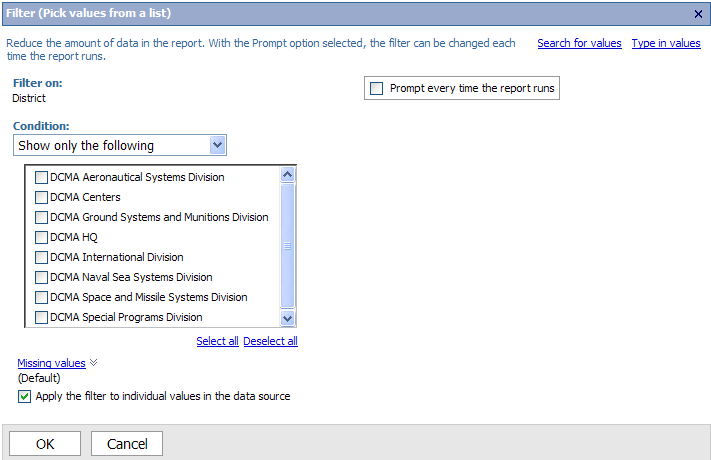 Filter (Pick values from a list)
Reduce the amount of data in the report. With the Prompt option selected, the filter can be changed each
time the report runs.
Search for values Type in values
Filter on:
District
Prompt every time the report runs
Condition:
Show only the following
DCMA Aeronautical Systems Division
DCMA Centers
DCMA Ground Systems and Munitions Division
DCMA HQ
DCMA International Division
DCMA Naval Sea Systems Division
DCMA Space and Missile Systems Division
DCMA Special Programs Division
Select all Deselect all
Missing values
(Default)
Apply the filter to individual values in the data source
OK Cancel